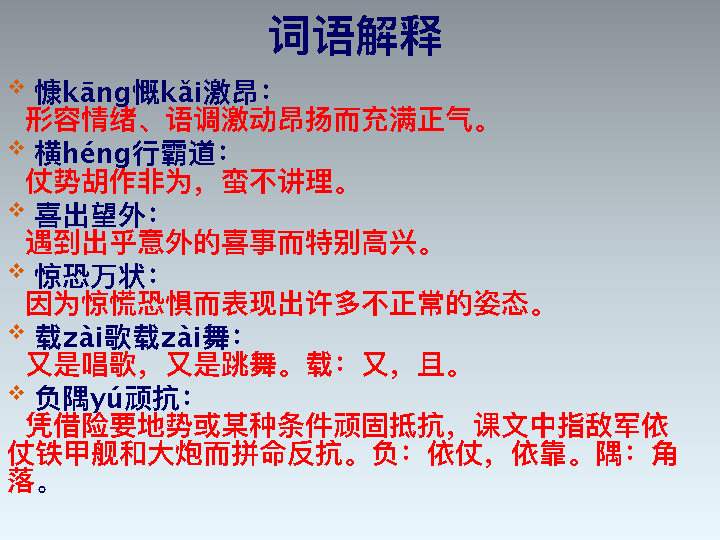 词语解释
慷kāng慨kǎi激昂：
形容情绪、语调激动昂扬而充满正气。
横héng行霸道：
仗势胡作非为，蛮不讲理。
喜出望外：
遇到出乎意外的喜事而特别高兴。
惊恐万状：
因为惊慌恐惧而表现出许多不正常的姿态。
载zài歌载zài舞：
又是唱歌，又是跳舞。载：又，且。
负隅yú顽抗：
凭借险要地势或某种条件顽固抵抗，课文中指敌军依
仗铁甲舰和大炮而拼命反抗。负：依仗，依靠。隅：角
落。